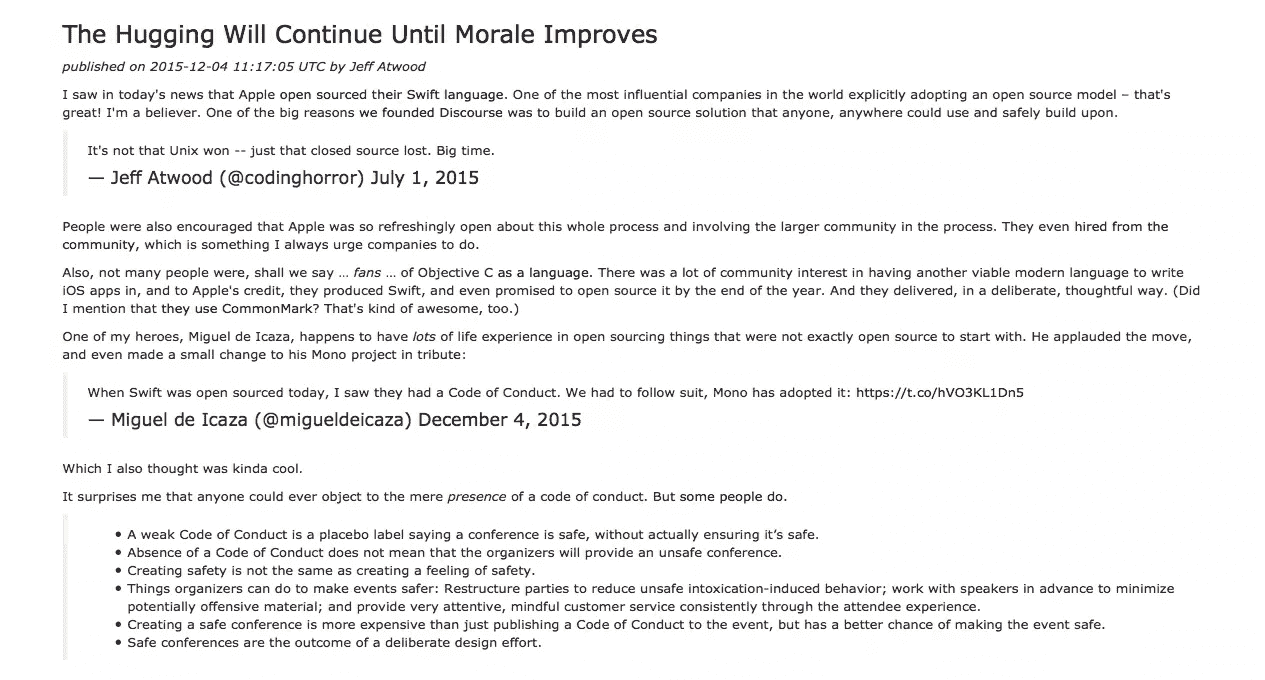 The Hugging Will Continue Until Morale Improves
published on 2015-12-04 11:17:05 UTC by Jeff Atwood
I saw in today's news that Apple open sourced their Swift language. One of the most influential companies in the world explicitly adopting an open source model – that's
great! I'm a believer. One of the big reasons we founded Discourse was to build an open source solution that anyone, anywhere could use and safely build upon.
It's not that Unix won -- just that closed source lost. Big time.
— Jeff Atwood (@codinghorror) July 1, 2015
People were also encouraged that Apple was so refreshingly open about this whole process and involving the larger community in the process. They even hired from the
community, which is something I always urge companies to do.
Also, not many people were, shall we say … fans … of Objective C as a language. There was a lot of community interest in having another viable modern language to write
iOS apps in, and to Apple's credit, they produced Swift, and even promised to open source it by the end of the year. And they delivered, in a deliberate, thoughtful way. (Did
I mention that they use CommonMark? That's kind of awesome, too.)
One of my heroes, Miguel de Icaza, happens to have lots of life experience in open sourcing things that were not exactly open source to start with. He applauded the move,
and even made a small change to his Mono project in tribute:
When Swift was open sourced today, I saw they had a Code of Conduct. We had to follow suit, Mono has adopted it: https://t.co/hVO3KL1Dn5
— Miguel de Icaza (@migueldeicaza) December 4, 2015
Which I also thought was kinda cool.
It surprises me that anyone could ever object to the mere presence of a code of conduct. But some people do.
• A weak Code of Conduct is a placebo label saying a conference is safe, without actually ensuring it’s safe.
• Absence of a Code of Conduct does not mean that the organizers will provide an unsafe conference.
• Creating safety is not the same as creating a feeling of safety.
• Things organizers can do to make events safer: Restructure parties to reduce unsafe intoxication-induced behavior; work with speakers in advance to minimize
potentially offensive material; and provide very attentive, mindful customer service consistently through the attendee experience.
• Creating a safe conference is more expensive than just publishing a Code of Conduct to the event, but has a better chance of making the event safe.
• Safe conferences are the outcome of a deliberate design effort.